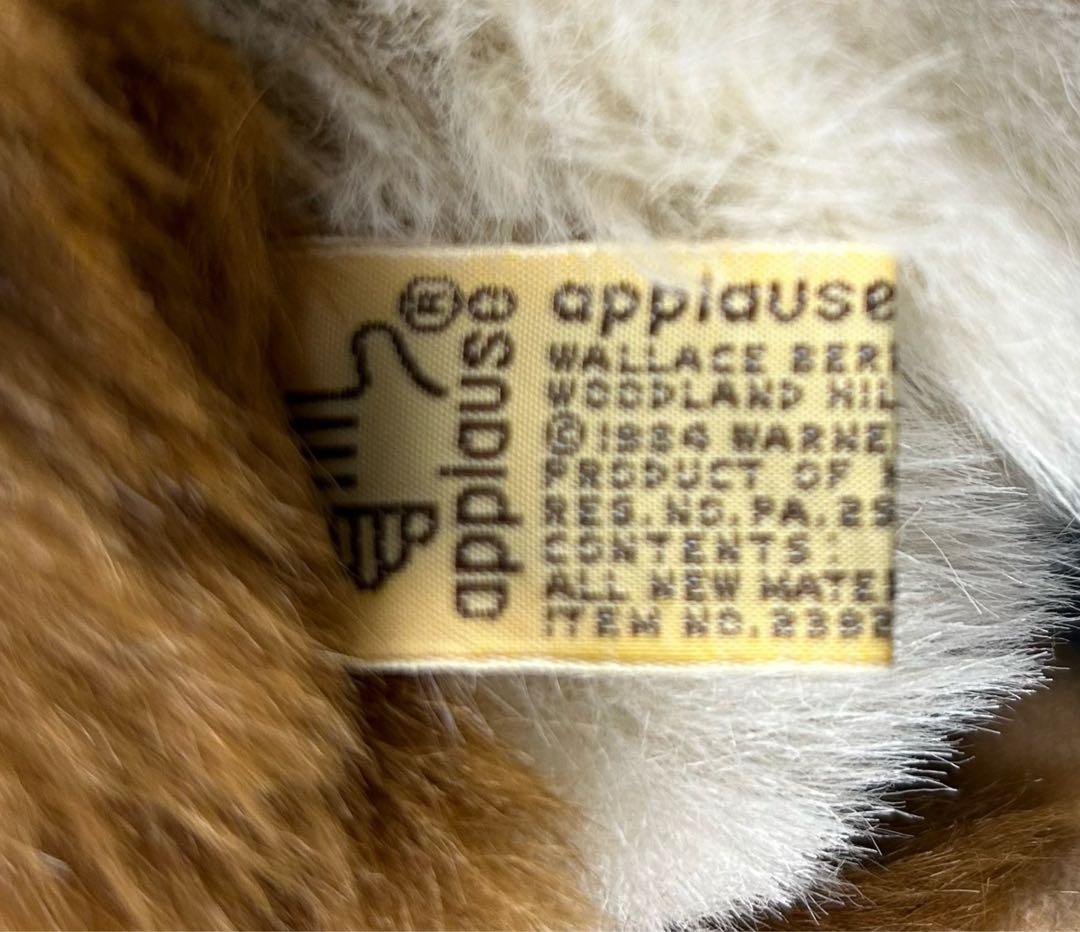 applause®
applause
WALLACE BER
WOODLAND HIL
© 1984 WARNE
PRODUCT OF
REG.NO.PA.25
CONTENTS:
ALL NEW MATE
ITEM NO.2392